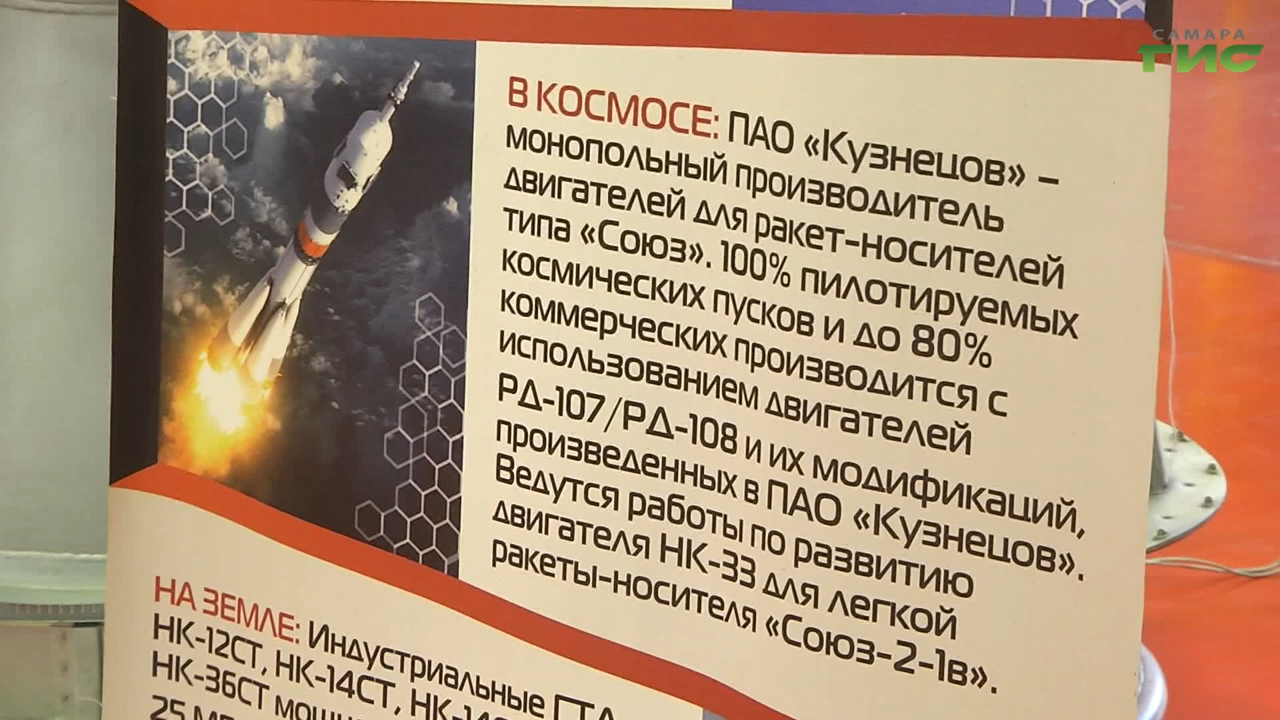 САМАРА
ГИС
В КОСМОСЕ: ПАО «Кузнецов» –
монопольный производитель
двигателей для ракет-носителей
типа «Союз». 100% пилотируемых
космических пусков и до 80%
коммерческих производится с
использованием двигателей
РД-107/РД-108 и их модификаций,
произведенных в ПАО «Кузнецов».
Ведутся работы по развитию
двигателя НК-33 для легкой
ракеты-носителя «Союз-2-1в».
НА ЗЕМЛЕ: Индустриальные
НК-12СТ, НК-14СТ,
НК-36СТ
25